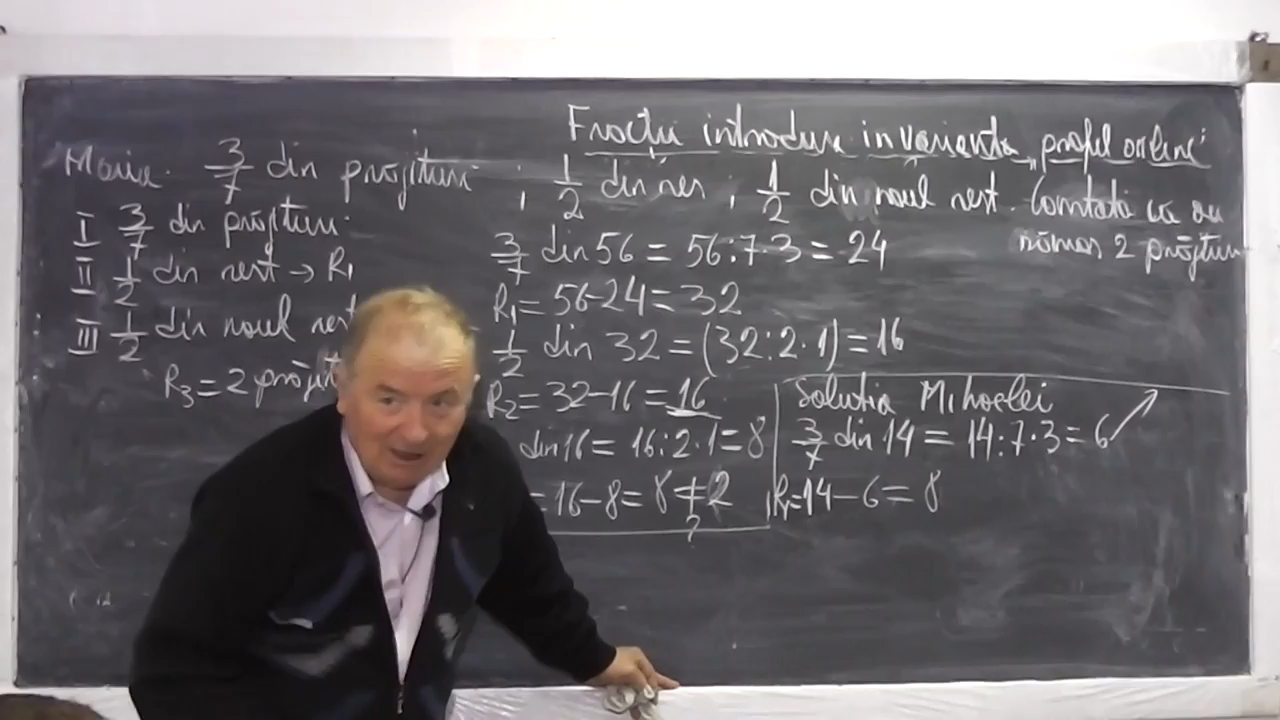 Fracții introduse in varianta "proful online"
Maria. 3/7 din prăjituri ; 1/2 din res ; 1/2 din noul rest. Constată că au
rămas 2 prăjituri
I 3/7 din prăjituri.
II 1/2 din rest → R₁
III 1/2 din noul rest
R₃ = 2 prăjit
3/7 din 56 = 56:7·3 = 24
R₁ = 56-24 = 32
1/2 din 32 = (32:2·1) = 16
R₂ = 32-16 = 16
din 16 = 16:2·1 = 8
= 16-8 = 8 ≠ 2
?
Soluția Mihaelei
3/7 din 14 = 14:7·3 = 6
R₁ = 14-6 = 8